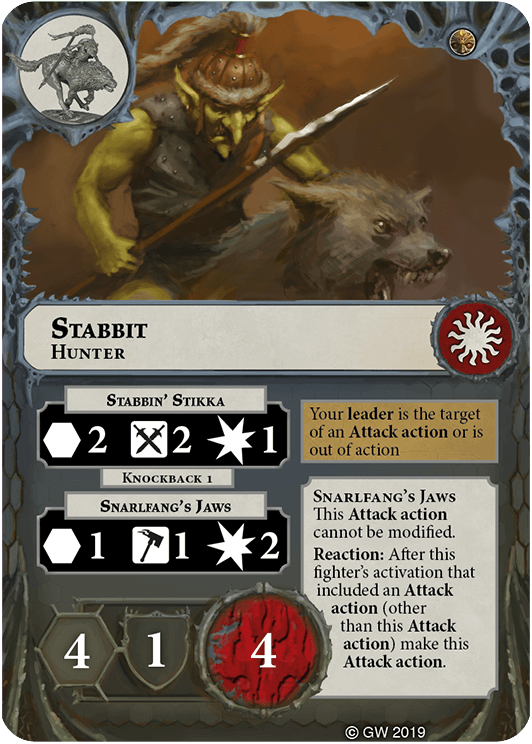 STABBIT
HUNTER
STABBIN' STIKKA
2 2 1
KNOCKBACK 1
SNARLFANG'S JAWS
1 1 2
4 1 4
Your leader is the target
of an Attack action or is
out of action
SNARLFANG'S JAWS
This Attack action
cannot be modified.
Reaction: After this
fighter's activation that
included an Attack
action (other
than this Attack
action) make this
Attack action.
© GW 2019